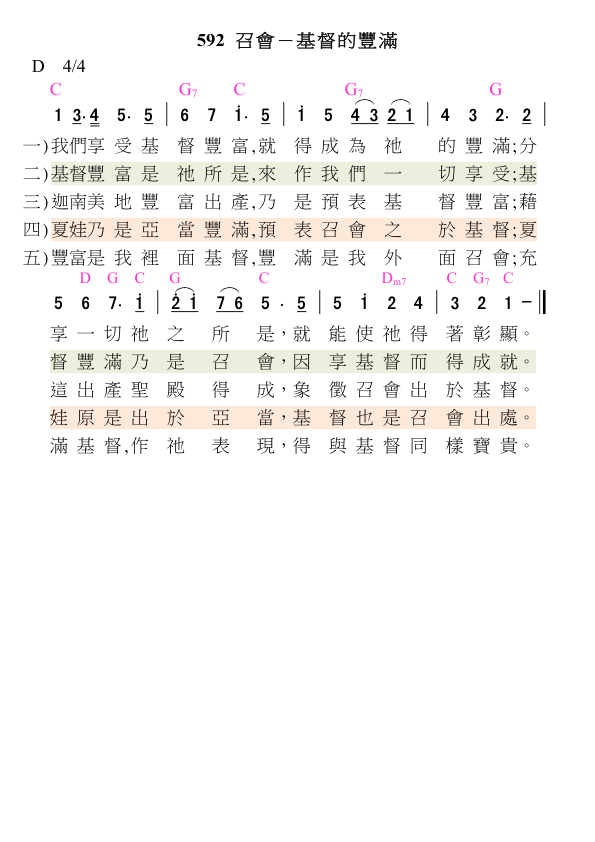 592 召會－基督的豐滿
D 4/4
C G7 C G7 G
1 3. 4 5. 5 | 6 7 i. 5 | i 5 4 3 2 1 | 4 3 2. 2 |
一)我們享 受 基 督 豐 富,就 得 成 為 祂 的 豐 滿;分
二)基督豐 富 是 祂 所 是,來 作 我 們 一 切 享 受;基
三)迦南美 地 豐 富 出 產,乃 是 預 表 基 督 豐 富;藉
四)夏娃乃 是 亞 當 豐 滿,預 表 召 會 之 於 基 督;夏
五)豐富是 我 裡 面 基 督,豐 滿 是 我 外 面 召 會;充
D G C G C Dm7 C G7 C
5 6 7. i | 2 i 7 6 5 . 5 | 5 i 2 4 | 3 2 1 – ‖
享 一 切 祂 之 所 是，就 能 使 祂 得 著 彰 顯。
督 豐 滿 乃 是 召 會，因 享 基 督 而 得 成 就。
這 出 產 聖 殿 得 成，象 徵 召 會 出 於 基 督。
娃 原 是 出 於 亞 當，基 督 也 是 召 會 出 處。
滿 基 督,作 祂 表 現，得 與 基 督 同 樣 寶 貴。